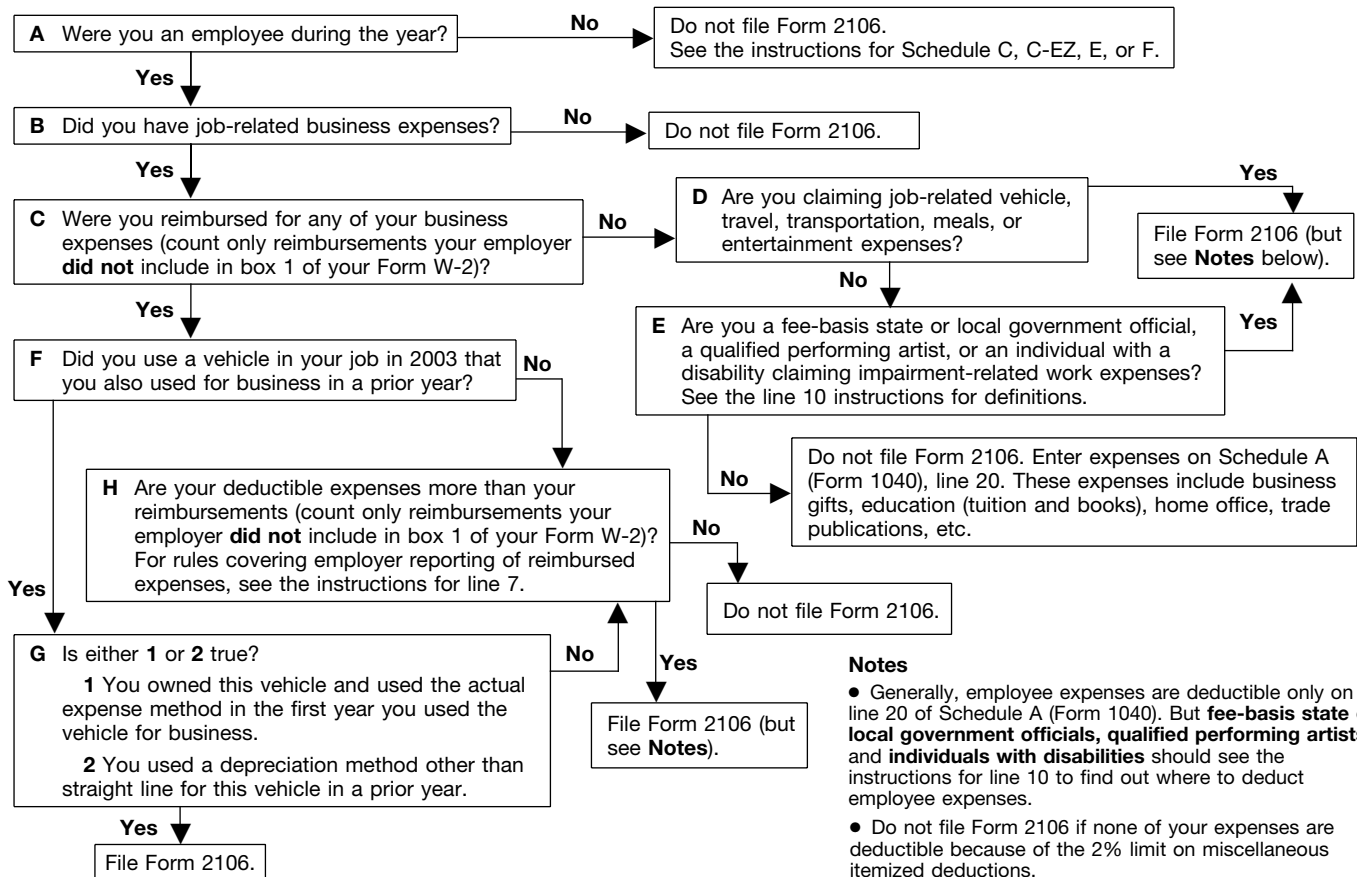 A Were you an employee during the year?
No
Do not file Form 2106.
See the instructions for Schedule C, C-EZ, E, or F.
Yes
B Did you have job-related business expenses?
No
Do not file Form 2106.
Yes
C Were you reimbursed for any of your business
expenses (count only reimbursements your employer
did not include in box 1 of your Form W-2)?
No
D Are you claiming job-related vehicle,
travel, transportation, meals, or
entertainment expenses?
Yes
File Form 2106 (but
see Notes below).
No
Yes
E Are you a fee-basis state or local government official,
a qualified performing artist, or an individual with a
disability claiming impairment-related work expenses?
See the line 10 instructions for definitions.
Yes
F Did you use a vehicle in your job in 2003 that
you also used for business in a prior year?
No
No
Do not file Form 2106. Enter expenses on Schedule A
(Form 1040), line 20. These expenses include business
gifts, education (tuition and books), home office, trade
publications, etc.
H Are your deductible expenses more than your
reimbursements (count only reimbursements your
employer did not include in box 1 of your Form W-2)?
For rules covering employer reporting of reimbursed
expenses, see the instructions for line 7.
No
Do not file Form 2106.
Yes
G Is either 1 or 2 true?
1 You owned this vehicle and used the actual
expense method in the first year you used the
vehicle for business.
2 You used a depreciation method other than
straight line for this vehicle in a prior year.
No
Yes
File Form 2106 (but
see Notes).
Yes
File Form 2106.
Notes
● Generally, employee expenses are deductible only on
line 20 of Schedule A (Form 1040). But fee-basis state
local government officials, qualified performing artists
and individuals with disabilities should see the
instructions for line 10 to find out where to deduct
employee expenses.
● Do not file Form 2106 if none of your expenses are
deductible because of the 2% limit on miscellaneous
itemized deductions.